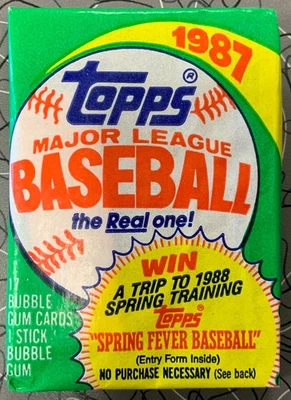 1987
topps®
MAJOR LEAGUE
BASEBALL
the Real one!
17
BUBBLE
GUM CARDS
1 STICK
BUBBLE
GUM
WIN
A TRIP TO 1988
SPRING TRAINING
topps
"SPRING FEVER BASEBALL"
(Entry Form Inside)
NO PURCHASE NECESSARY (See back)